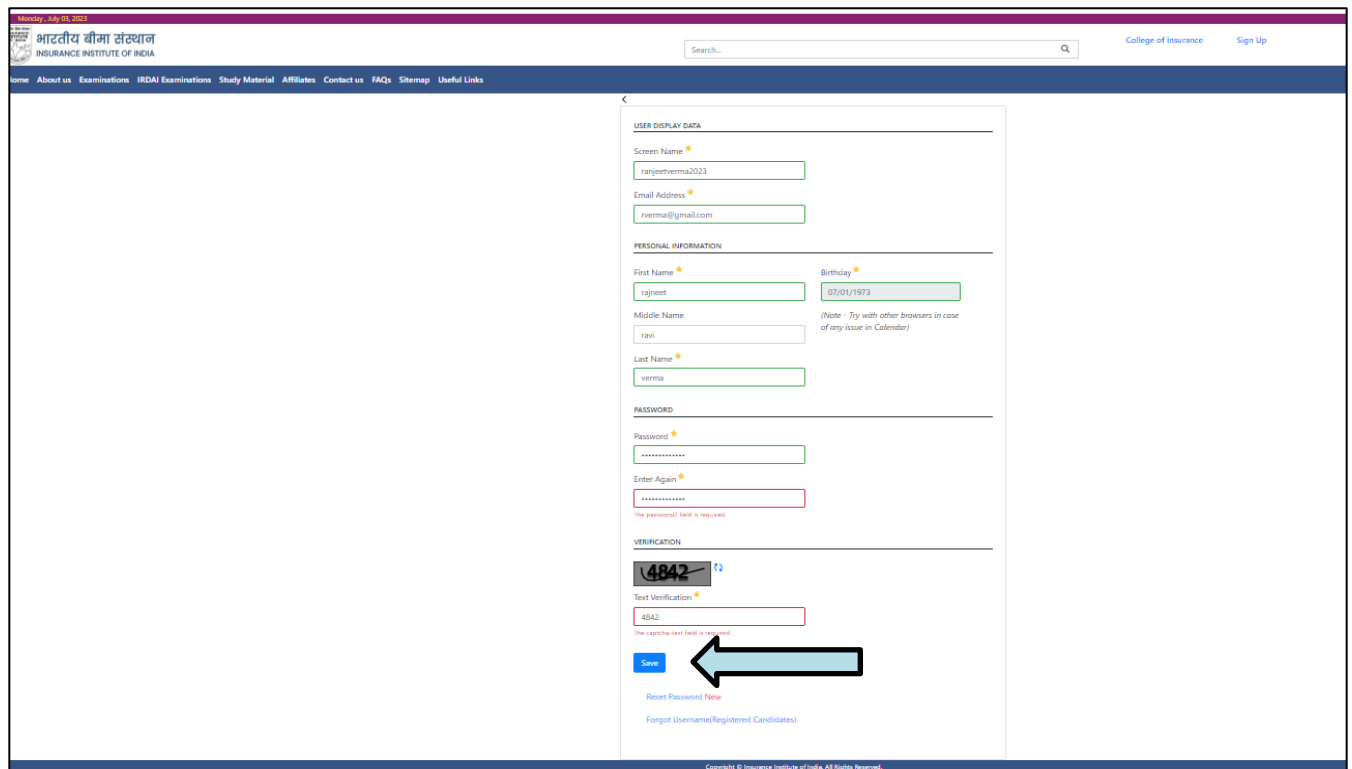 Monday, July 03, 2023
भारतीय बीमा संस्थान
INSURANCE INSTITUTE OF INDIA
Search...
College of Insurance Sign Up
ome About us Examinations IRDAI Examinations Study Material Affiliates Contact us FAQs Sitemap Useful Links
USER DISPLAY DATA
Screen Name *
ranjeetverma2023
Email Address *
rverma@gmail.com
PERSONAL INFORMATION
First Name * Birthday *
rajneet 07/01/1973
Middle Name (Note - Try with other browsers in case
ravi of any issue in Calendar)
Last Name *
verma
PASSWORD
Password *
Enter Again *
The password2 field is required.
VERIFICATION
4842
Text Verification *
4842
The captcha-text field is required.
Save
Reset Password New
Forgot Username(Registered Candidates)
Copyright © Insurance Institute of India. All Rights Reserved.